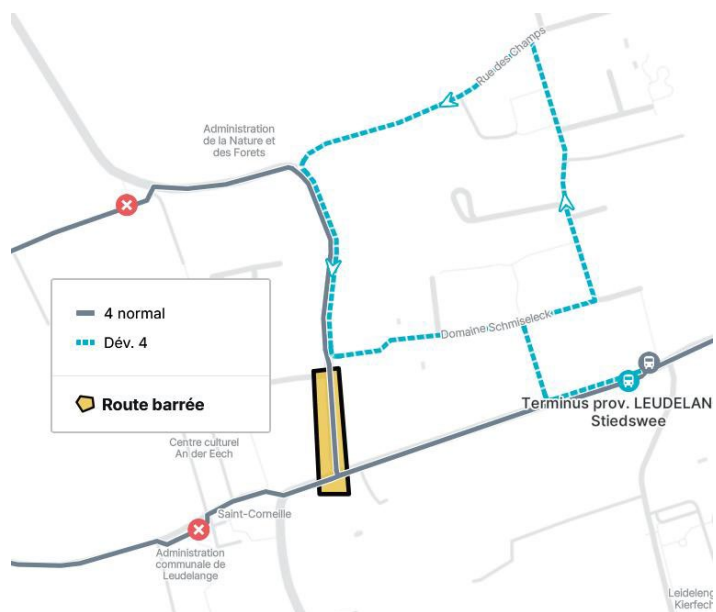 Rue des Champs
Administration
de la Nature et
des Forets
4 normal
Dév. 4
Route barrée
Domaine Schmiseleck
Terminus prov. LEUDELAN
Stiedswee
Centre culturel
An der Eech
Saint-Corneille
Administration
communale de
Leudelange
Leideleng
Kierfech